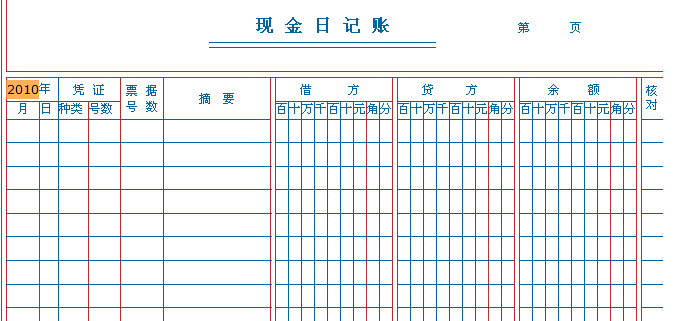 现金日记账
第 页
2010年 凭证 票据号数 摘要 借方 贷方 余额 核对
月 日 种类 号数 百十万千百十元角分 百十万千百十元角分 百十万千百十元角分